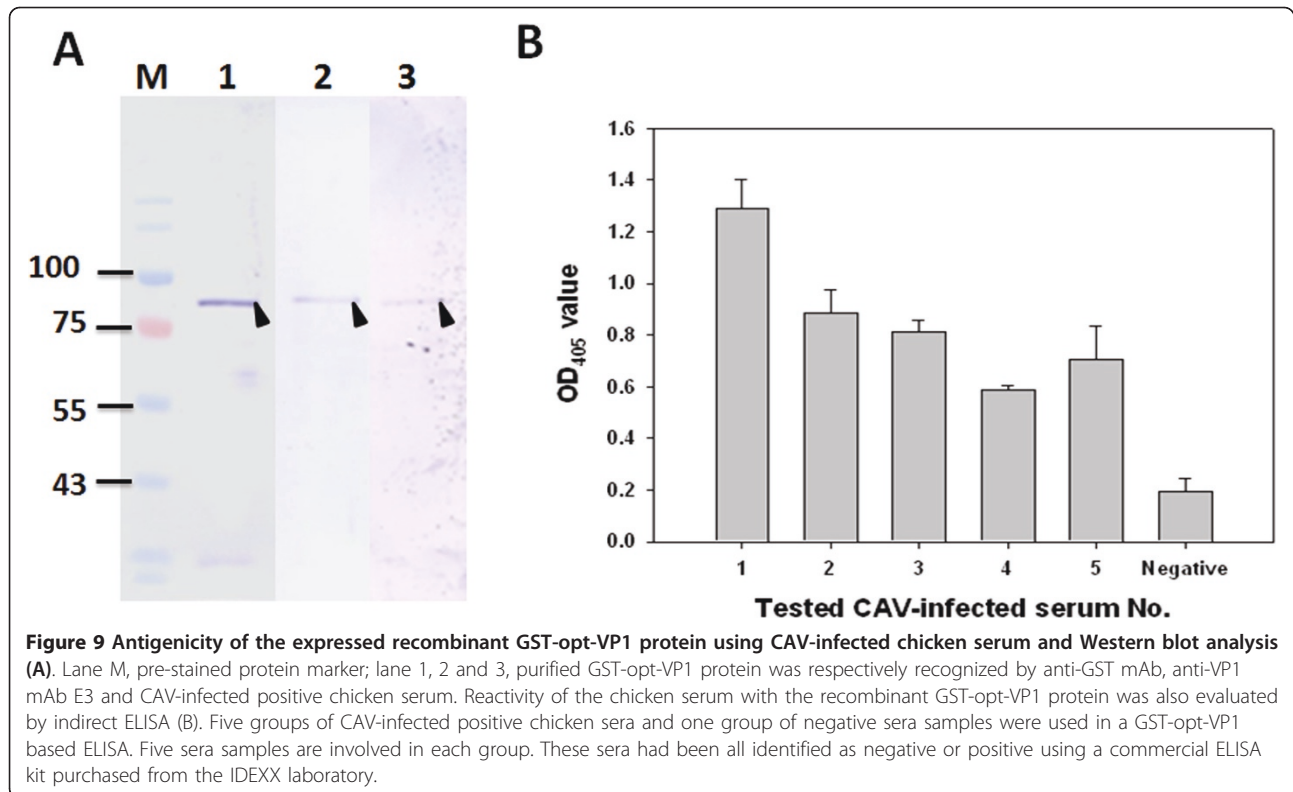 A
M 1 2 3
100
75
55
43
B
OD405 value
1.6
1.4
1.2
1.0
0.8
0.6
0.4
0.2
0.0
1 2 3 4 5 Negative
Tested CAV-infected serum No.
Figure 9 Antigenicity of the expressed recombinant GST-opt-VP1 protein using CAV-infected chicken serum and Western blot analysis
(A). Lane M, pre-stained protein marker; lane 1, 2 and 3, purified GST-opt-VP1 protein was respectively recognized by anti-GST mAb, anti-VP1
mAb E3 and CAV-infected positive chicken serum. Reactivity of the chicken serum with the recombinant GST-opt-VP1 protein was also evaluated
by indirect ELISA (B). Five groups of CAV-infected positive chicken sera and one group of negative sera samples were used in a GST-opt-VP1
based ELISA. Five sera samples are involved in each group. These sera had been all identified as negative or positive using a commercial ELISA
kit purchased from the IDEXX laboratory.